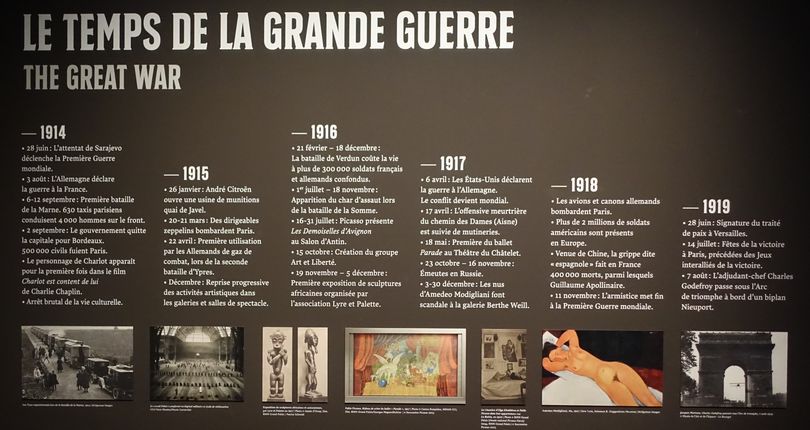 LE TEMPS DE LA GRANDE GUERRE
THE GREAT WAR
— 1914
• 28 juin : L'attentat de Sarajevo
déclenche la Première Guerre
mondiale.
• 3 août : L'Allemagne déclare
la guerre à la France.
• 6-12 septembre : Première bataille
de la Marne. 630 taxis parisiens
conduisent 4 000 hommes sur le front.
• 2 septembre : Le gouvernement quitte
la capitale pour Bordeaux.
500 000 civils fuient Paris.
• Le personnage de Charlot apparaît
pour la première fois dans le film
Charlot est content de lui
de Charlie Chaplin.
• Arrêt brutal de la vie culturelle.
— 1915
• 26 janvier : André Citroën
ouvre une usine de munitions
quai de Javel.
• 20-21 mars : Des dirigeables
zeppelins bombardent Paris.
• 22 avril : Première utilisation
par les Allemands de gaz de
combat, lors de la seconde
bataille d'Ypres.
• Décembre : Reprise progressive
des activités artistiques dans
les galeries et salles de spectacle.
— 1916
• 21 février – 18 décembre :
La bataille de Verdun coûte la vie
à plus de 300 000 soldats français
et allemands confondus.
• 1er juillet – 18 novembre :
Apparition du char d'assaut lors
de la bataille de la Somme.
• 16-31 juillet : Picasso présente
Les Demoiselles d'Avignon
au Salon d'Antin.
• 15 octobre : Création du groupe
Art et Liberté.
• 19 novembre – 5 décembre :
Première exposition de sculptures
africaines organisée par
l'association Lyre et Palette.
— 1917
• 6 avril : Les États-Unis déclarent
la guerre à l'Allemagne.
Le conflit devient mondial.
• 17 avril : L'offensive meurtrière
du chemin des Dames (Aisne)
est suivie de mutineries.
• 18 mai : Première du ballet
Parade au Théâtre du Châtelet.
• 23 octobre – 16 novembre :
Émeutes en Russie.
• 3-30 décembre : Les nus
d'Amedeo Modigliani font
scandale à la galerie Berthe Weill.
— 1918
• Les avions et canons allemands
bombardent Paris.
• Plus de 2 millions de soldats
américains sont présents
en Europe.
• Venue de Chine, la grippe dite
« espagnole » fait en France
400 000 morts, parmi lesquels
Guillaume Apollinaire.
• 11 novembre : L'armistice met fin
à la Première Guerre mondiale.
— 1919
• 28 juin : Signature du traité
de paix à Versailles.
• 14 juillet : Fêtes de la victoire
à Paris, précédées des Jeux
interalliés de la victoire.
• 7 août : L'adjudant-chef Charles
Godefroy passe sous l'Arc
de triomphe à bord d'un biplan
Nieuport.